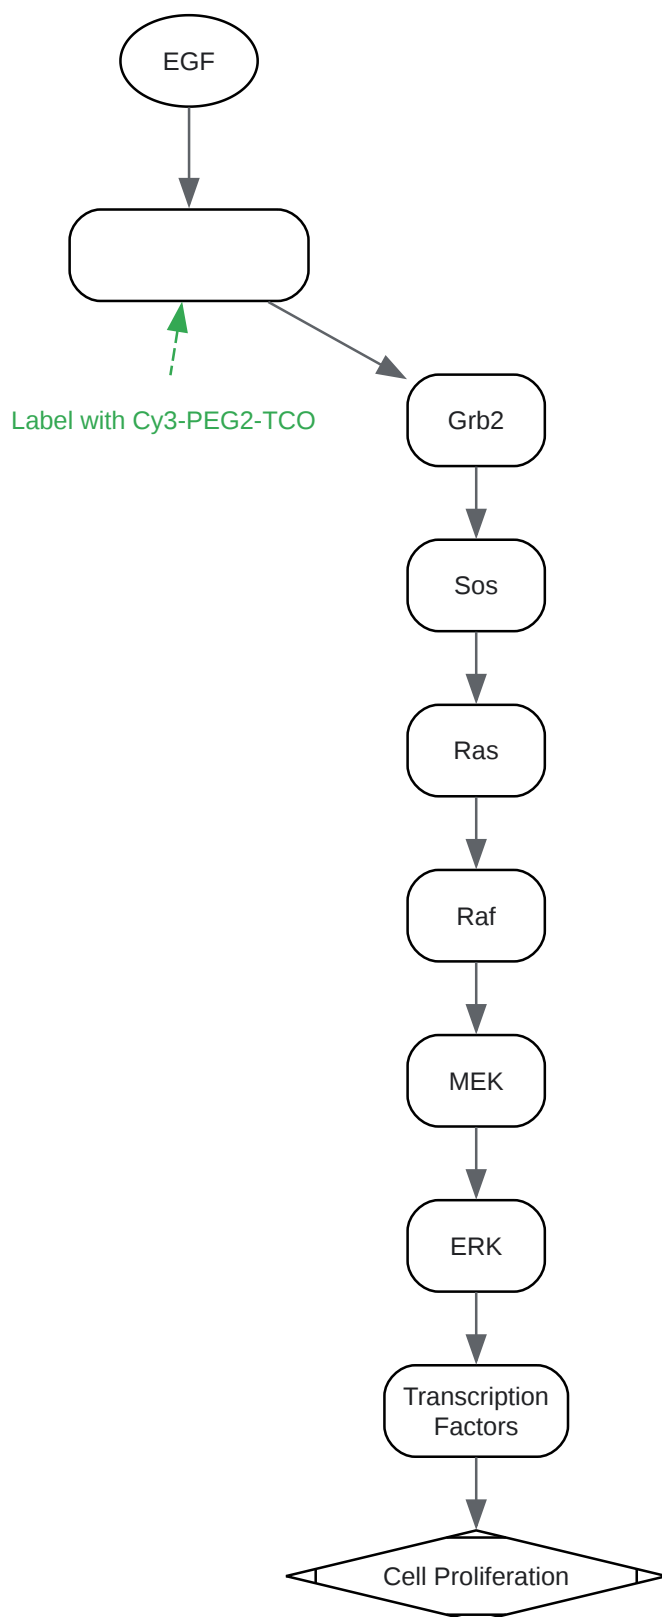 EGF
Label with Cy3-PEG2-TCO
Grb2
Sos
Ras
Raf
MEK
ERK
Transcription
Factors
Cell Proliferation